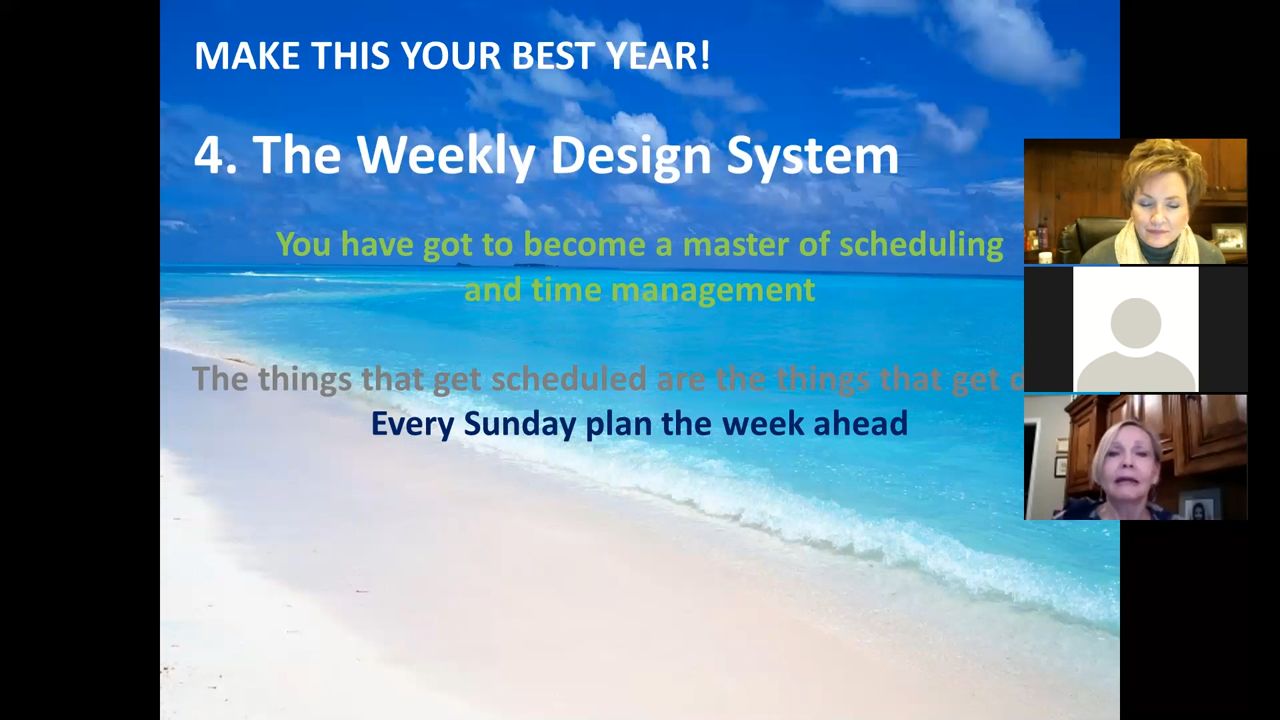 MAKE THIS YOUR BEST YEAR!
4. The Weekly Design System
You have got to become a master of scheduling
and time management
The things that get scheduled are the things that get
Every Sunday plan the week ahead